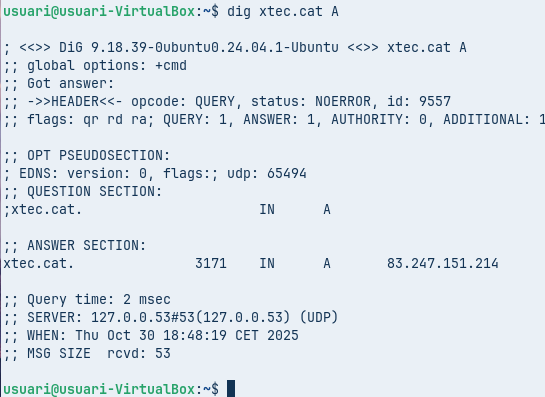 usuari@usuari-VirtualBox:~$ dig xtec.cat A

; <<>> DiG 9.18.39-0ubuntu0.24.04.1-Ubuntu <<>> xtec.cat A
;; global options: +cmd
;; Got answer:
;; ->>HEADER<<- opcode: QUERY, status: NOERROR, id: 9557
;; flags: qr rd ra; QUERY: 1, ANSWER: 1, AUTHORITY: 0, ADDITIONAL: 1

;; OPT PSEUDOSECTION:
; EDNS: version: 0, flags:; udp: 65494
;; QUESTION SECTION:
;xtec.cat.                      IN      A

;; ANSWER SECTION:
xtec.cat.               3171    IN      A       83.247.151.214

;; Query time: 2 msec
;; SERVER: 127.0.0.53#53(127.0.0.53) (UDP)
;; WHEN: Thu Oct 30 18:48:19 CET 2025
;; MSG SIZE  rcvd: 53

usuari@usuari-VirtualBox:~$